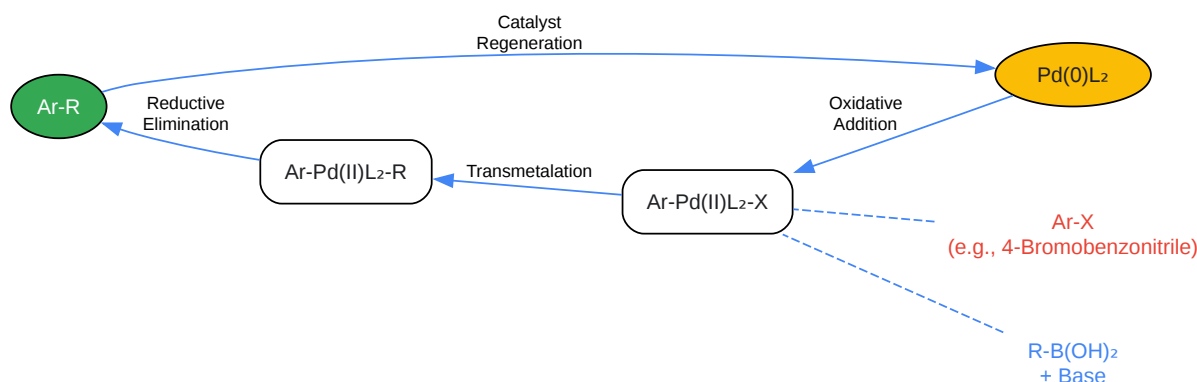 Catalyst
Regeneration
Pd(0)L₂
Ar-R
Reductive
Elimination
Oxidative
Addition
Ar-Pd(II)L₂-R
Transmetalation
Ar-Pd(II)L₂-X
Ar-X
(e.g., 4-Bromobenzonitrile)
R-B(OH)₂
+ Base